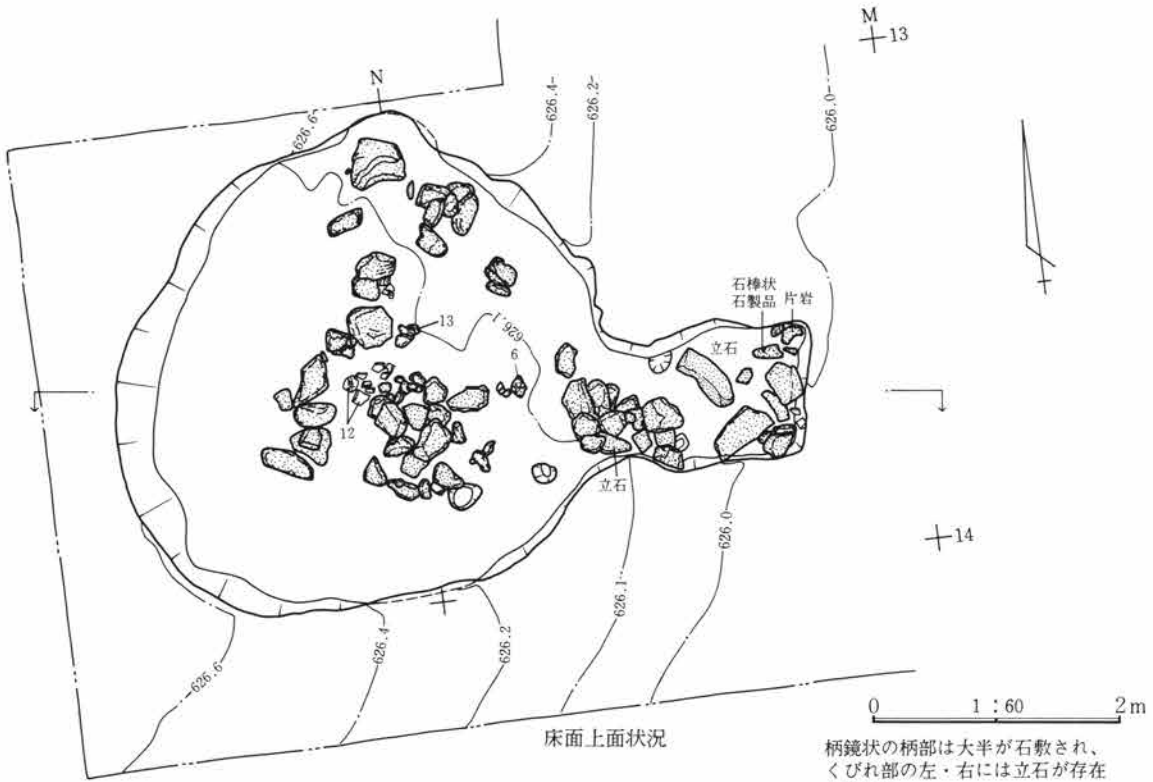 M
13
N
626.6
626.4
626.2
626.0
石棒状
石製品
片岩
立石
13
626.1
6
12
立石
14
626.0
626.1
626.2
626.4
626.6
床面上面状況
0 1:60 2m
柄鏡状の柄部は大半が石敷され、
くびれ部の左・右には立石が存在